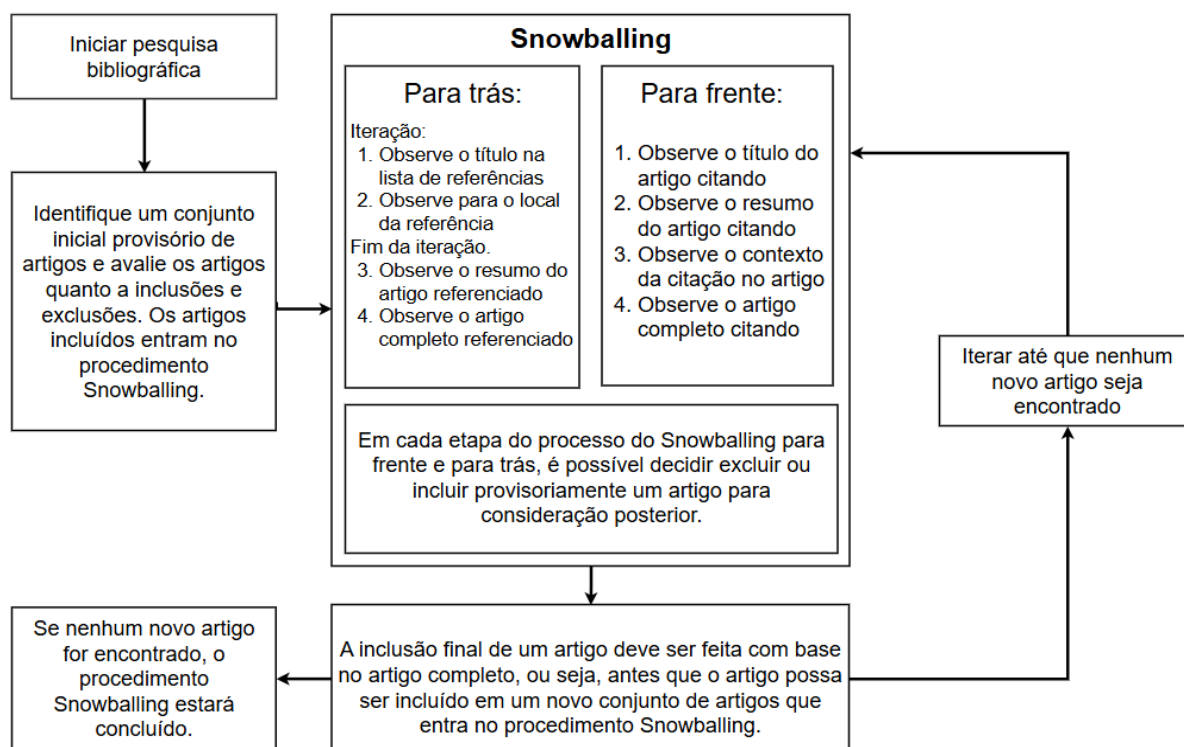 Iniciar pesquisa
bibliográfica
Identifique um conjunto
inicial provisório de
artigos e avalie os artigos
quanto a inclusões e
exclusões. Os artigos
incluídos entram no
procedimento
Snowballing.
Snowballing
Para trás:
Iteração:
1. Observe o título na
lista de referências
2. Observe para o local
da referência
Fim da iteração.
3. Observe o resumo do
artigo referenciado
4. Observe o artigo
completo referenciado
Para frente:
1. Observe o título do
artigo citando
2. Observe o resumo
do artigo citando
3. Observe o contexto
da citação no artigo
4. Observe o artigo
completo citando
Em cada etapa do processo do Snowballing para
frente e para trás, é possível decidir excluir ou
incluir provisoriamente um artigo para
consideração posterior.
Iterar até que nenhum
novo artigo seja
encontrado
A inclusão final de um artigo deve ser feita com base
no artigo completo, ou seja, antes que o artigo possa
ser incluído em um novo conjunto de artigos que
entra no procedimento Snowballing.
Se nenhum novo artigo
for encontrado, o
procedimento
Snowballing estará
concluído.